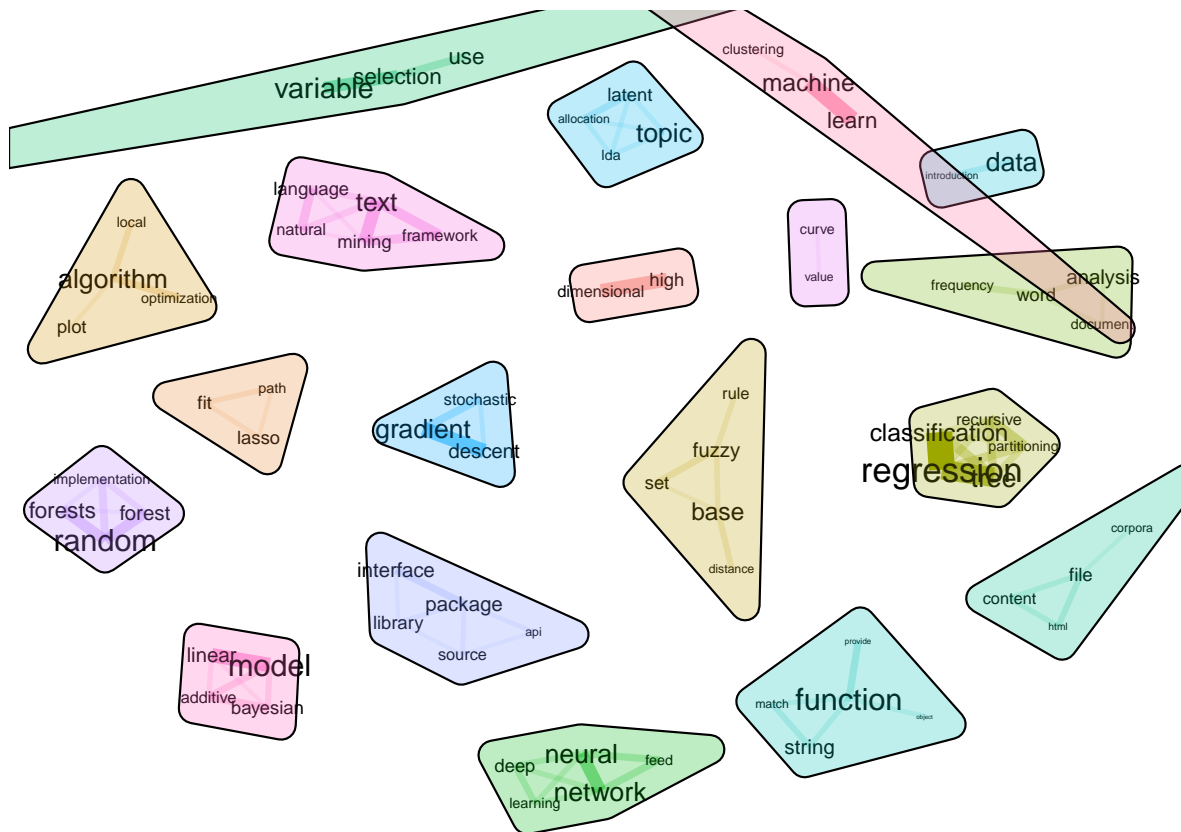 clustering
use
selection
variable
machine
learn
latent
allocation
topic
lda
data
introduction
language
text
natural
mining
framework
local
algorithm
optimization
plot
high
dimensional
curve
value
analysis
frequency
word
document
path
fit
lasso
stochastic
gradient
descent
rule
fuzzy
set
base
distance
recursive
classification
partitioning
regression
tree
implementation
forests
forest
random
corpora
file
content
html
interface
package
library
api
source
linear
model
additive
bayesian
provide
match
function
object
string
neural
deep
feed
network
learning